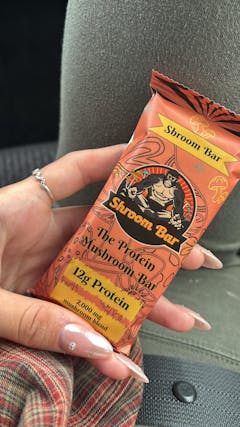 Shroom Bar
Shroom Bar
The Protein
Mushroom Bar
12g Protein
2,000 mg
mushroom blend